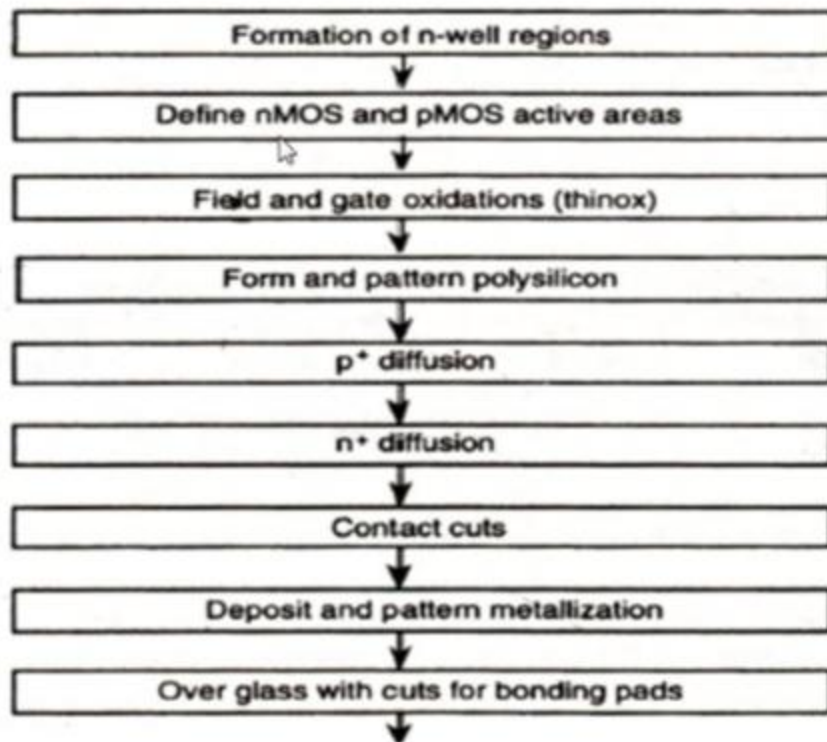 Formation of n-well regions
Define nMOS and pMOS active areas
Field and gate oxidations (thinox)
Form and pattern polysilicon
p⁺ diffusion
n⁺ diffusion
Contact cuts
Deposit and pattern metallization
Over glass with cuts for bonding pads